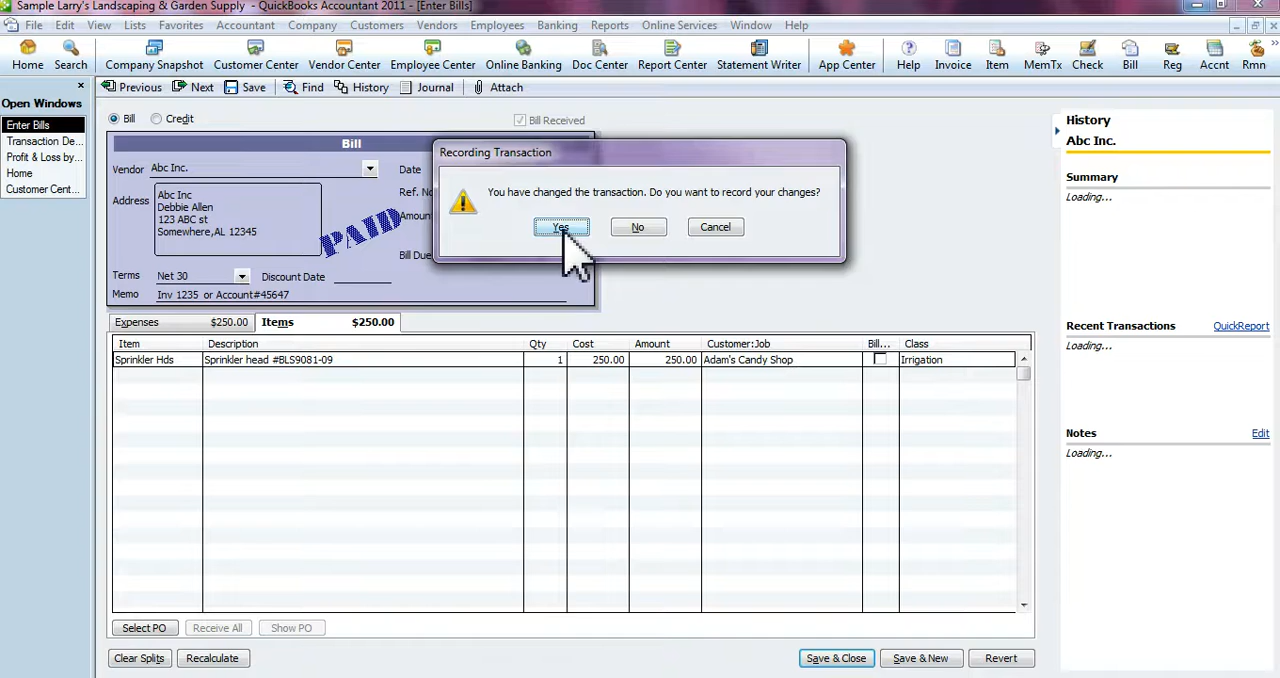 Sample Larry's Landscaping & Garden Supply - QuickBooks Accountant 2011 - [Enter Bills]
File Edit View Lists Favorites Accountant Company Customers Vendors Employees Banking Reports Online Services Window Help
Home Search Company Snapshot Customer Center Vendor Center Employee Center Online Banking Doc Center Report Center Statement Writer App Center Help Invoice Item MemTx Check Bill Reg Accnt Rmn
Previous Next Save Find History Journal Attach
Open Windows
Enter Bills
Transaction De...
Profit & Loss by...
Home
Customer Cent...
Bill Credit Bill Received
Bill
Vendor Abc Inc. Date
Address Abc Inc
Debbie Allen
123 ABC st
Somewhere,AL 12345
Ref. No
Amount
Bill Due
PAID
Terms Net 30 Discount Date
Memo Inv 1235 or Account#45647
Recording Transaction
You have changed the transaction. Do you want to record your changes?
Yes No Cancel
Expenses $250.00 Items $250.00
Item Description Qty Cost Amount Customer:Job Bill... Class
Sprinkler Hds Sprinkler head #BLS9081-09 1 250.00 250.00 Adam's Candy Shop Irrigation
Select PO Receive All Show PO
Clear Splits Recalculate Save & Close Save & New Revert
History
Abc Inc.
Summary
Loading...
Recent Transactions QuickReport
Loading...
Notes Edit
Loading...